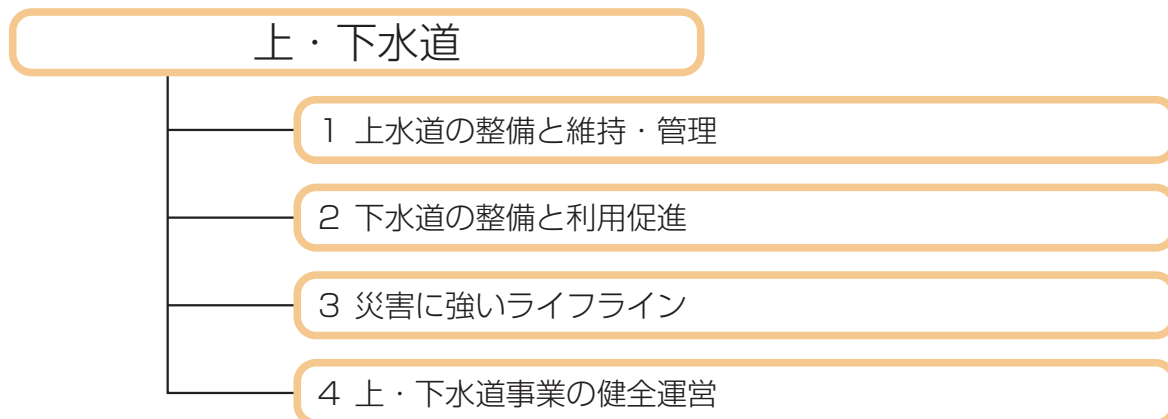 上・下水道
1 上水道の整備と維持・管理
2 下水道の整備と利用促進
3 災害に強いライフライン
4 上・下水道事業の健全運営